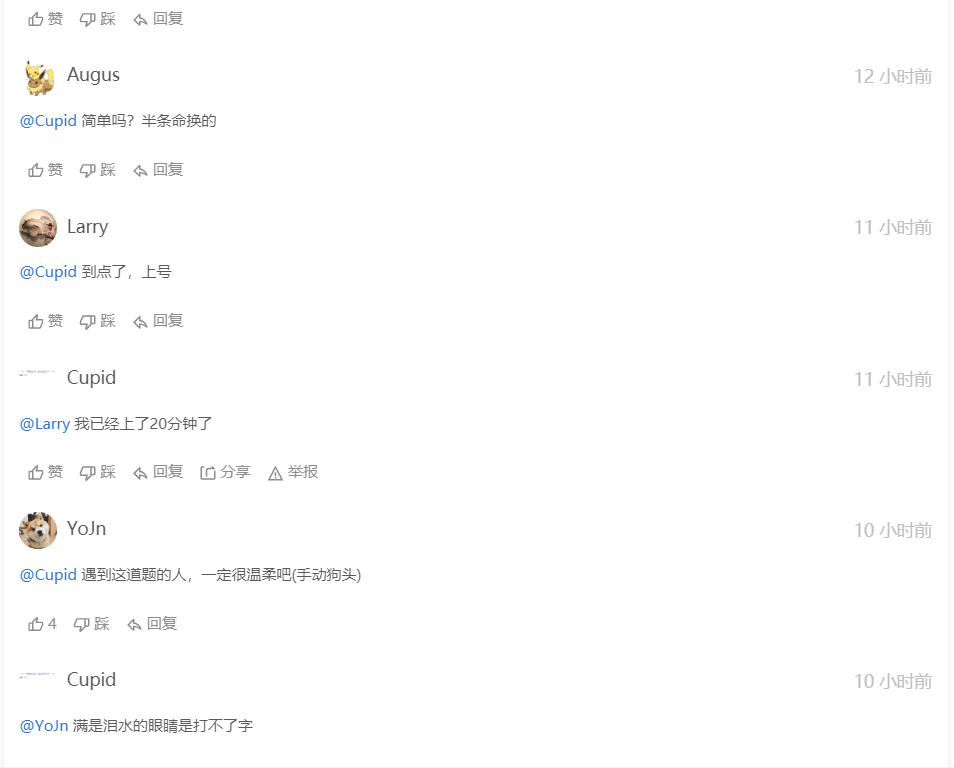 赞 踩 回复
Augus 12 小时前
@Cupid 简单吗？半条命换的
赞 踩 回复
Larry 11 小时前
@Cupid 到点了，上号
赞 踩 回复
Cupid 11 小时前
@Larry 我已经上了20分钟了
赞 踩 回复 分享 举报
YoJn 10 小时前
@Cupid 遇到这道题的人，一定很温柔吧(手动狗头)
4 踩 回复
Cupid 10 小时前
@YoJn 满是泪水的眼睛是打不了字